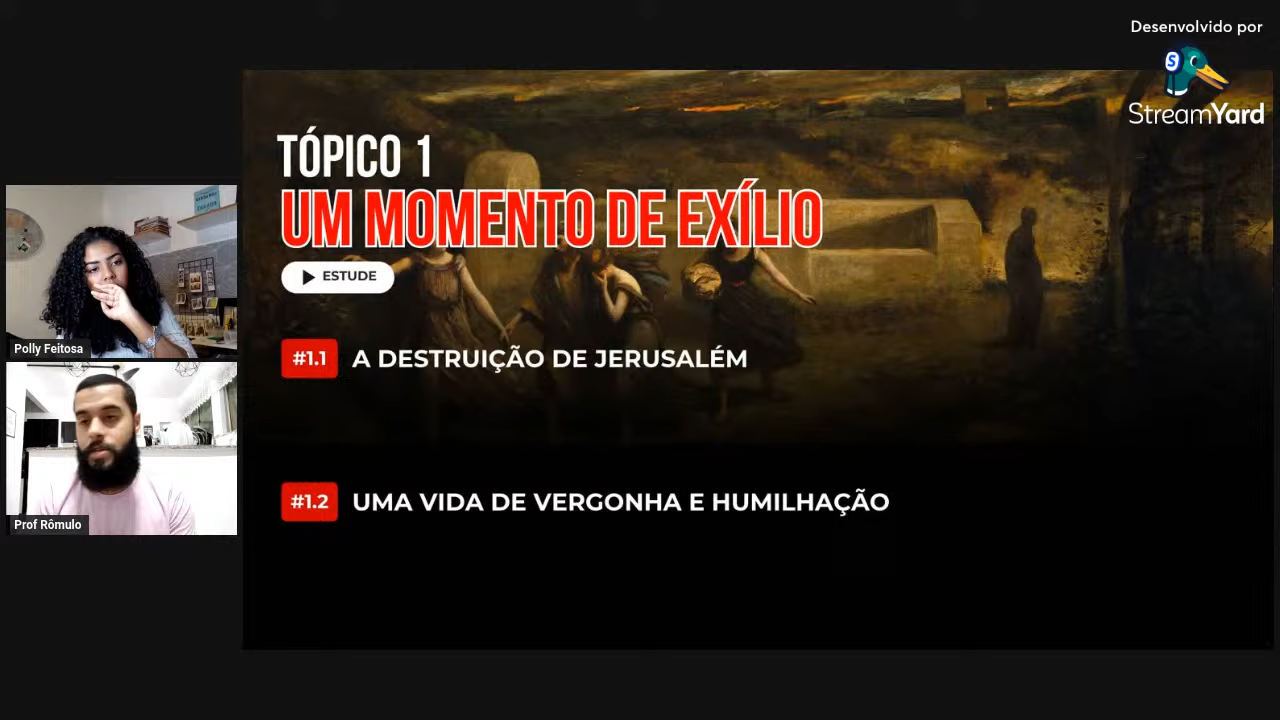 Desenvolvido por
StreamYard
TÓPICO 1
UM MOMENTO DE EXÍLIO
ESTUDE
#1.1 A DESTRUIÇÃO DE JERUSALÉM
#1.2 UMA VIDA DE VERGONHA E HUMILHAÇÃO
Polly Feitosa
Prof Rômulo